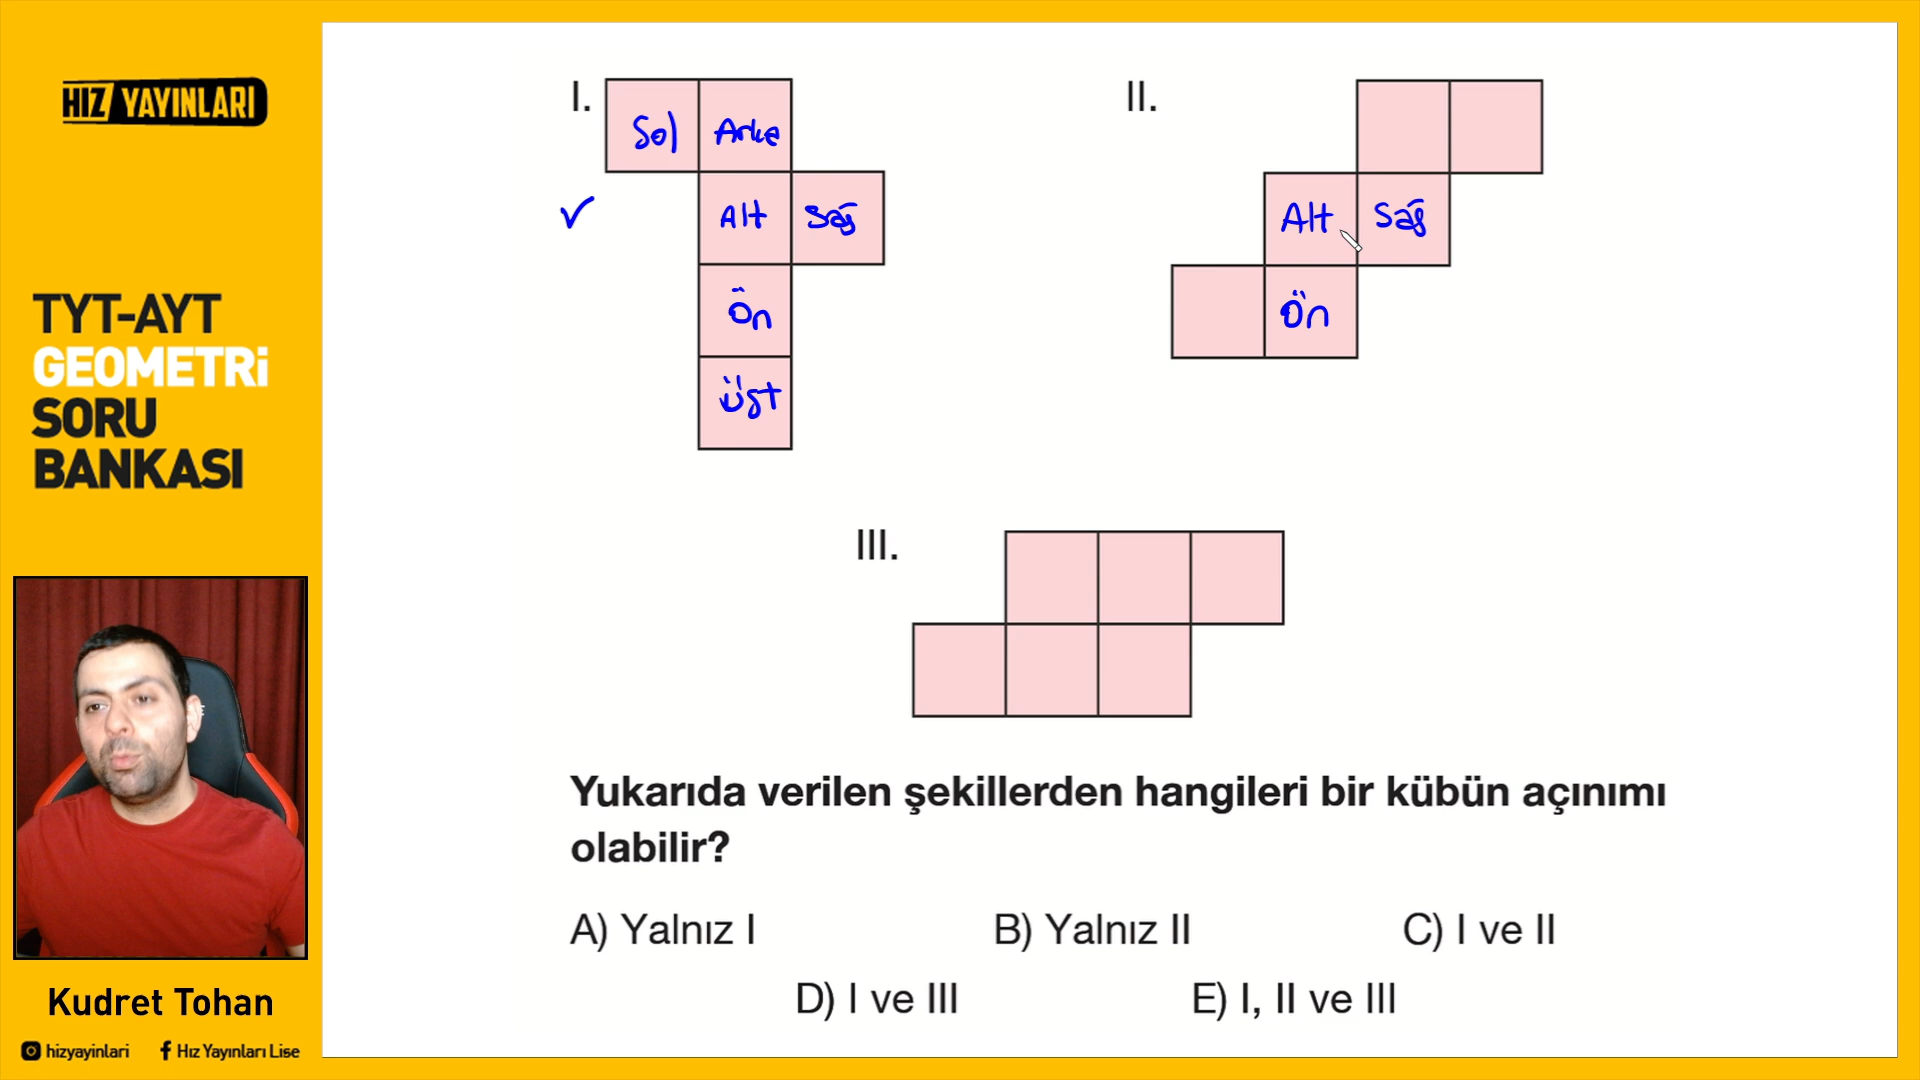 HIZ YAYINLARI
TYT-AYT
GEOMETRi
SORU
BANKASI
Kudret Tohan
hizyayinlari
Hız Yayınları Lise
I.
Sol Arka
Alt Sağ
Ön
Üst
II.
Alt Sağ
Ön
III.
Yukarıda verilen şekillerden hangileri bir kübün açınımı
olabilir?
A) Yalnız I
B) Yalnız II
C) I ve II
D) I ve III
E) I, II ve III